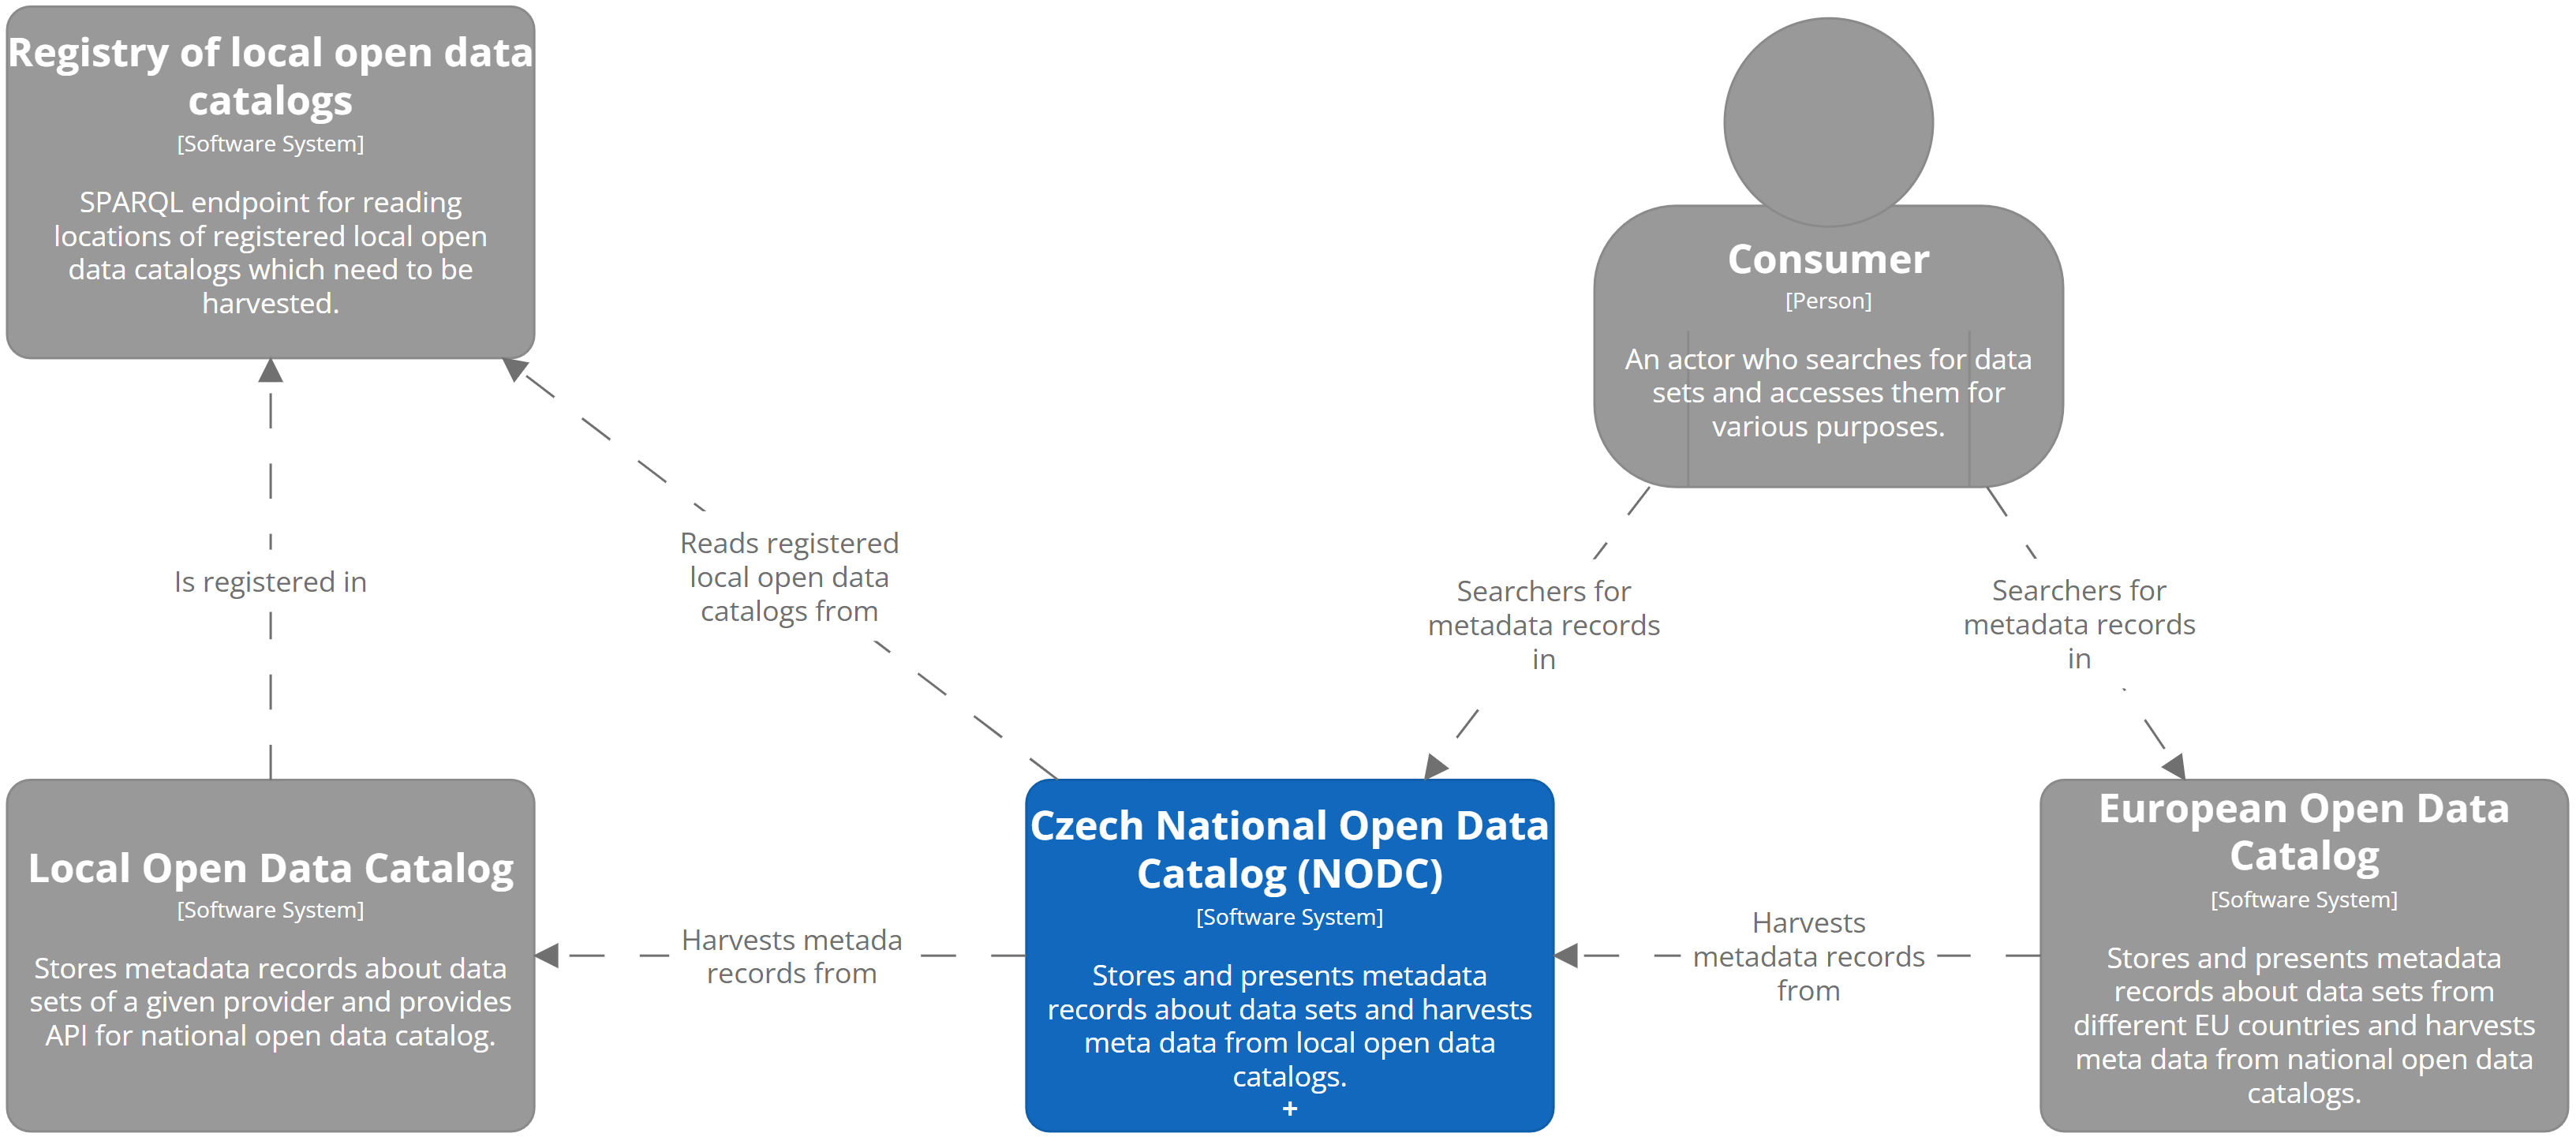 Registry of local open data
catalogs
[Software System]
SPARQL endpoint for reading
locations of registered local open
data catalogs which need to be
harvested.
Consumer
[Person]
An actor who searches for data
sets and accesses them for
various purposes.
Is registered in
Reads registered
local open data
catalogs from
Searchers for
metadata records
in
Searchers for
metadata records
in
Local Open Data Catalog
[Software System]
Stores metadata records about data
sets of a given provider and provides
API for national open data catalog.
Harvests metada
records from
Czech National Open Data
Catalog (NODC)
[Software System]
Stores and presents metadata
records about data sets and harvests
meta data from local open data
catalogs.
+
Harvests
metadata records
from
European Open Data
Catalog
[Software System]
Stores and presents metadata
records about data sets from
different EU countries and harvests
meta data from national open data
catalogs.